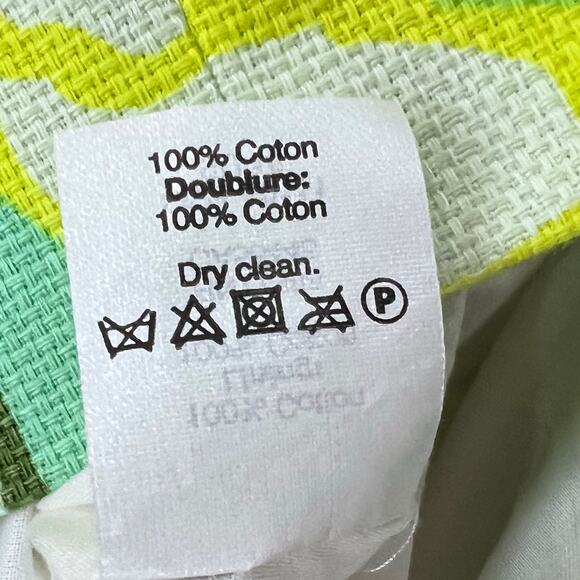 100% Coton
Doublure:
100% Coton
Dry clean.
P